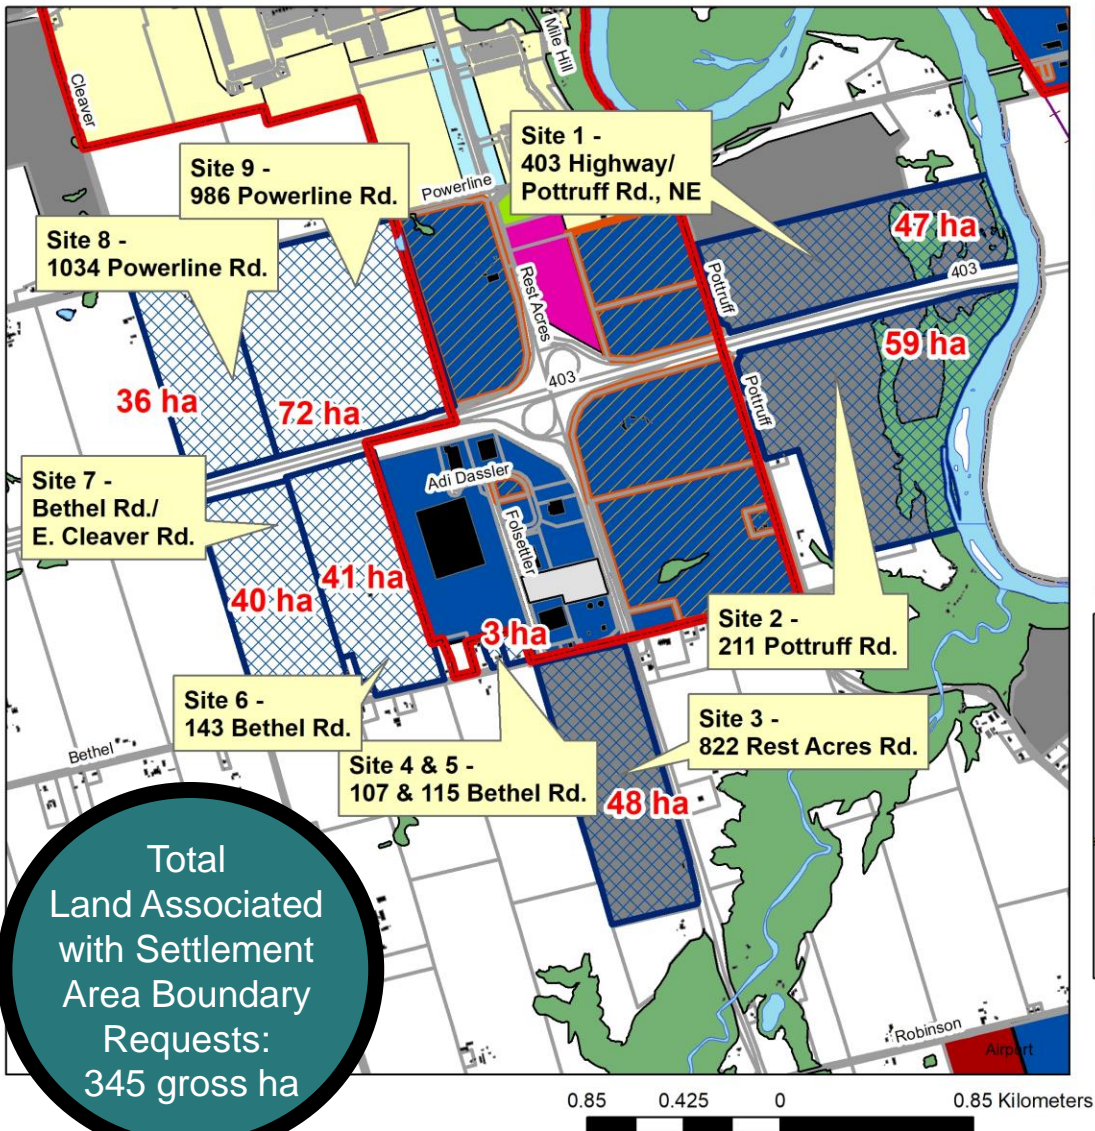 Cleaver
Mile Hill
Site 1 -
403 Highway/
Pottruff Rd., NE
Site 9 -
986 Powerline Rd.
Powerline
Site 8 -
1034 Powerline Rd.
47 ha
403
Pottruff
Rest Acres
59 ha
403
Pottruff
36 ha
72 ha
Site 7 -
Bethel Rd./
E. Cleaver Rd.
Adi Dassler
Folsettler
41 ha
40 ha
3 ha
Site 2 -
211 Pottruff Rd.
Site 6 -
143 Bethel Rd.
Site 3 -
822 Rest Acres Rd.
Bethel
Site 4 & 5 -
107 & 115 Bethel Rd.
48 ha
Total
Land Associated
with Settlement
Area Boundary
Requests:
345 gross ha
Robinson
Airport
0.85 0.425 0 0.85 Kilometers